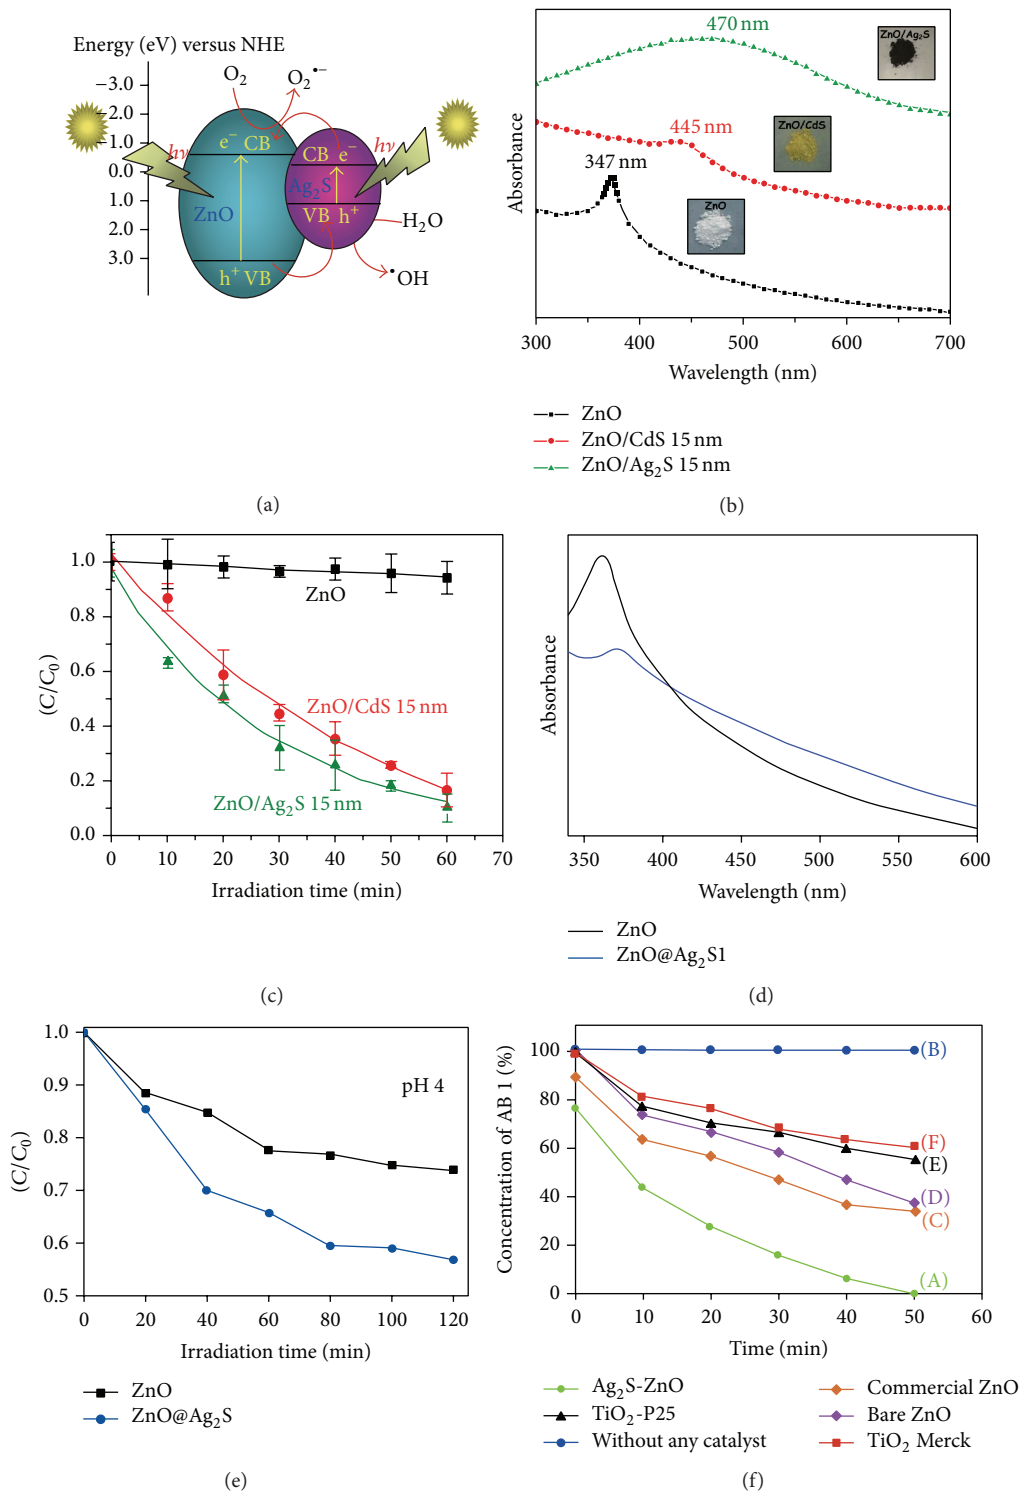 Energy (eV) versus NHE
−3.0
−2.0
−1.0
0.0
1.0
2.0
3.0
O2
O2•−
hν
hν
e− CB
CB e−
Ag2S
ZnO
VB h+
H2O
h+ VB
•OH
(a)
470 nm
ZnO/Ag2S
445 nm
ZnO/CdS
347 nm
ZnO
Absorbance
300 400 500 600 700
Wavelength (nm)
ZnO
ZnO/CdS 15 nm
ZnO/Ag2S 15 nm
(b)
1.0
0.8
0.6
0.4
0.2
0.0
(C/C0)
ZnO
ZnO/CdS 15 nm
ZnO/Ag2S 15 nm
0 10 20 30 40 50 60 70
Irradiation time (min)
(c)
Absorbance
350 400 450 500 550 600
Wavelength (nm)
ZnO
ZnO@Ag2S1
(d)
1.0
0.9
0.8
0.7
0.6
0.5
(C/C0)
pH 4
0 20 40 60 80 100 120
Irradiation time (min)
ZnO
ZnO@Ag2S
(e)
100
80
60
40
20
0
Concentration of AB 1 (%)
(B)
(F)
(E)
(D)
(C)
(A)
0 10 20 30 40 50 60
Time (min)
Ag2S-ZnO
TiO2-P25
Without any catalyst
Commercial ZnO
Bare ZnO
TiO2 Merck
(f)